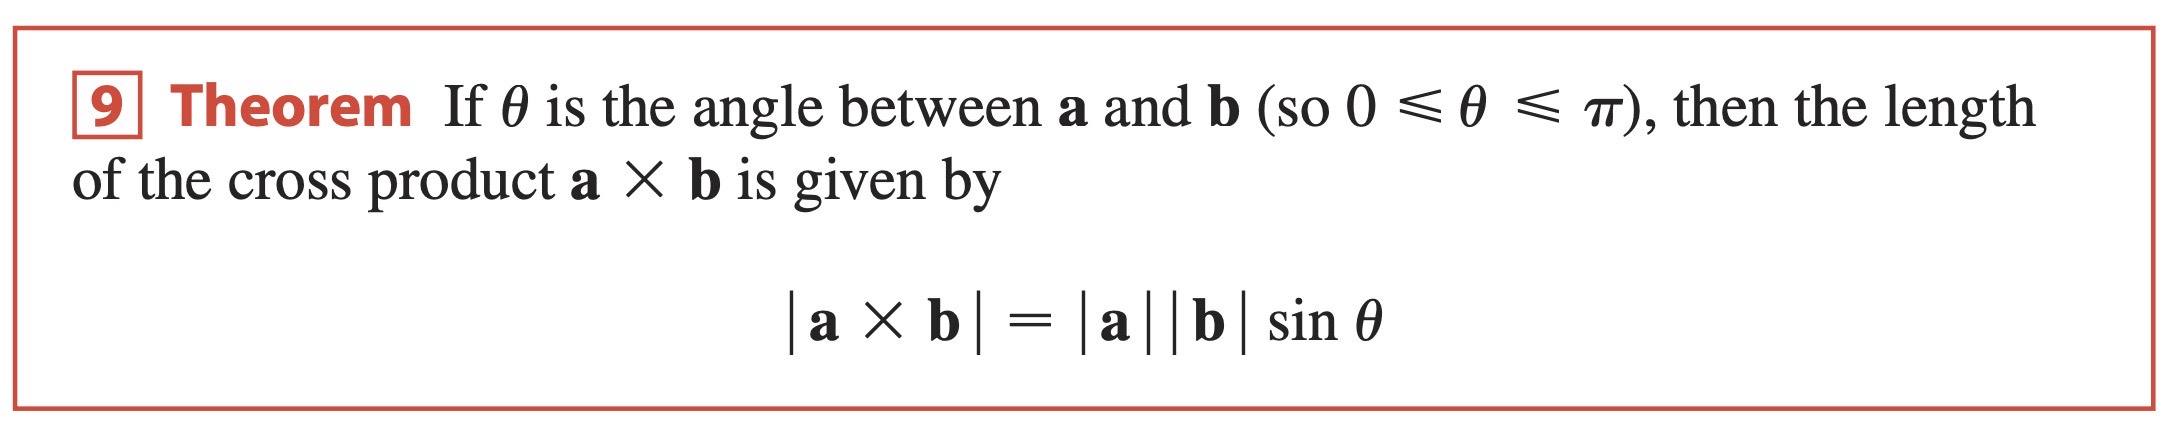 9 Theorem If θ is the angle between a and b (so 0 ⩽ θ ⩽ π), then the length
of the cross product a × b is given by
|a × b| = |a||b| sin θ